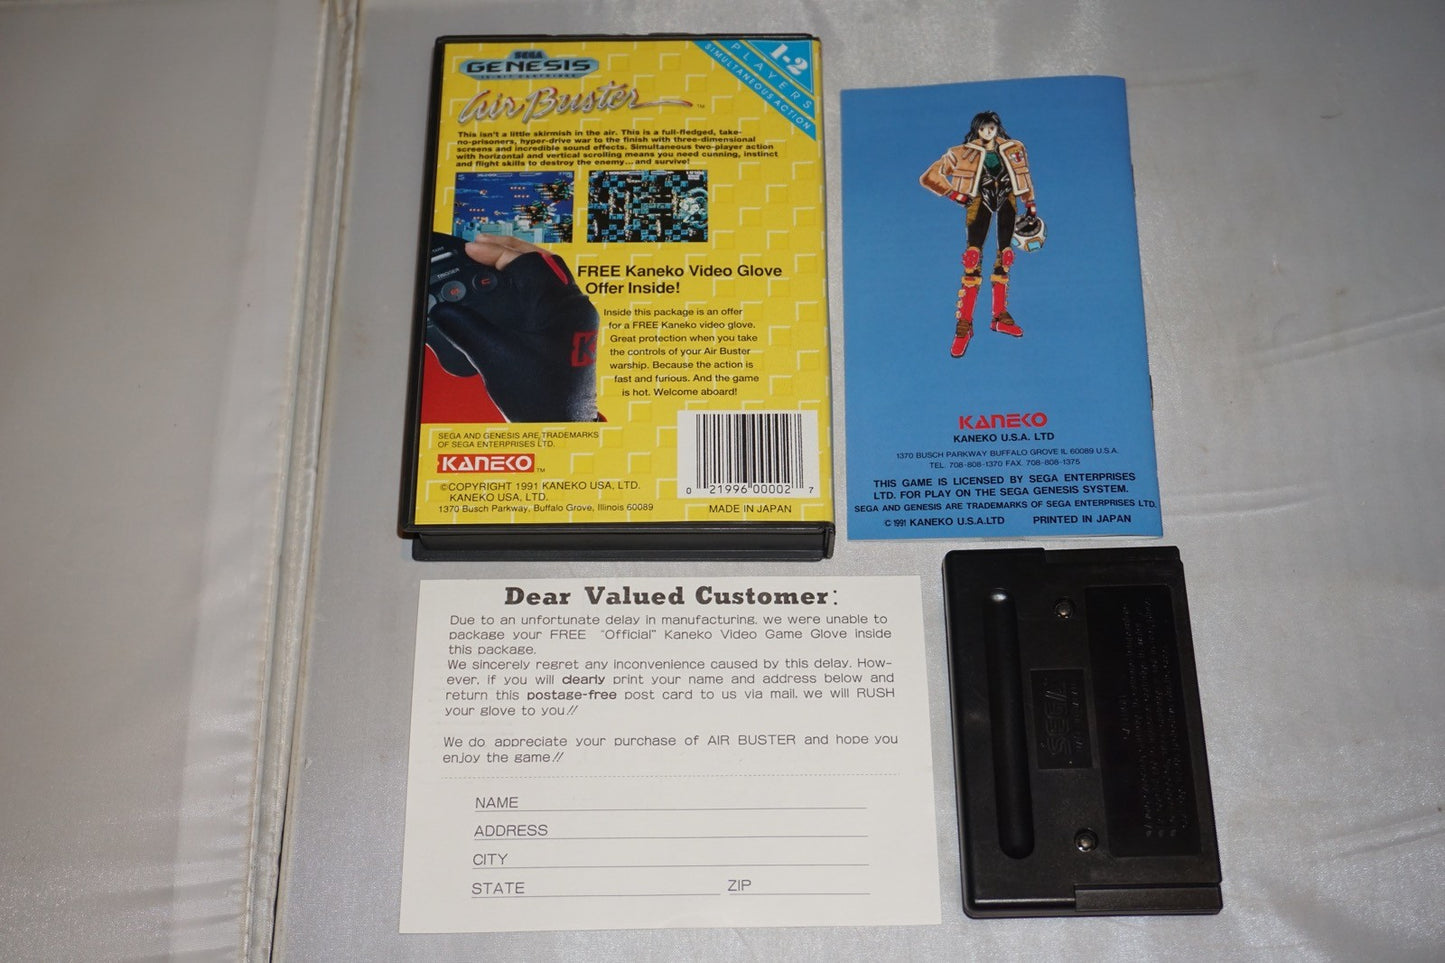 SEGA
GENESIS
16-BIT CARTRIDGE
1-2
PLAYERS
SIMULTANEOUS ACTION
Air Buster™
This isn't a little skirmish in the air. This is a full-fledged, take-
no-prisoners, hyper-drive war to the finish with three-dimensional
screens and incredible sound effects. Simultaneous two-player action
with horizontal and vertical scrolling means you need cunning, instinct
and flight skills to destroy the enemy...and survive!
TRIGGER
B
C
FREE Kaneko Video Glove
Offer Inside!
Inside this package is an offer
for a FREE Kaneko video glove.
Great protection when you take
the controls of your Air Buster
warship. Because the action is
fast and furious. And the game
is hot. Welcome aboard!
K
SEGA AND GENESIS ARE TRADEMARKS
OF SEGA ENTERPRISES LTD.
KANEKO™
©COPYRIGHT 1991 KANEKO USA, LTD.
KANEKO USA, LTD.
1370 Busch Parkway, Buffalo Grove, Illinois 60089
0 21996 00002 7
MADE IN JAPAN
KANEKO
KANEKO U.S.A. LTD
1370 BUSCH PARKWAY BUFFALO GROVE IL 60089 U.S.A.
TEL. 708-808-1370 FAX. 708-808-1375
THIS GAME IS LICENSED BY SEGA ENTERPRISES
LTD. FOR PLAY ON THE SEGA GENESIS SYSTEM.
SEGA AND GENESIS ARE TRADEMARKS OF SEGA ENTERPRISES LTD.
© 1991 KANEKO U.S.A.LTD PRINTED IN JAPAN
Dear Valued Customer:
Due to an unfortunate delay in manufacturing, we were unable to
package your FREE "Official" Kaneko Video Game Glove inside
this package.
We sincerely regret any inconvenience caused by this delay. How-
ever, if you will clearly print your name and address below and
return this postage-free post card to us via mail, we will RUSH
your glove to you!!
We do appreciate your purchase of AIR BUSTER and hope you
enjoy the game!!
NAME
ADDRESS
CITY
STATE ZIP
SEGA